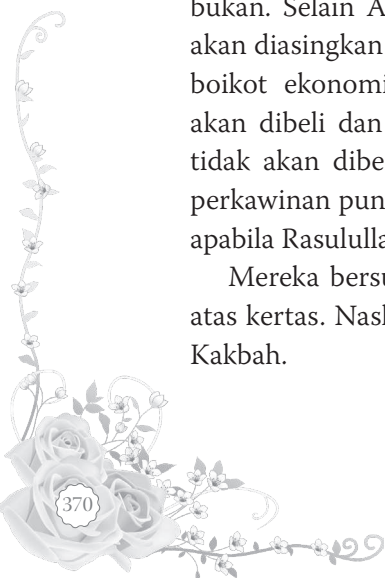 bukan. Selain A
akan diasingkan
boikot ekonomi
akan dibeli dan
tidak akan dibe
perkawinan pun
apabila Rasululla
Mereka bersu
atas kertas. Nas
Kakbah.
370